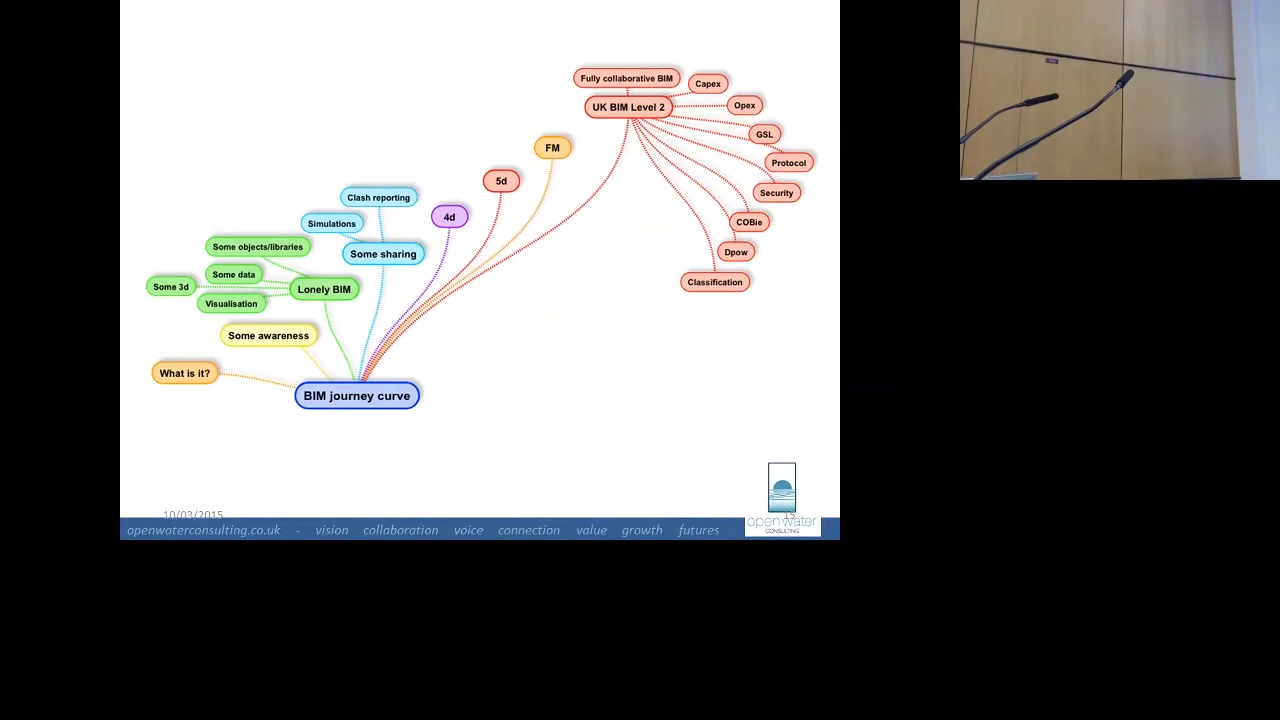 Fully collaborative BIM
Capex
UK BIM Level 2
Opex
GSL
FM
Protocol
5d
Security
Clash reporting
4d
Simulations
COBie
Some objects/libraries
Some sharing
Dpow
Some data
Classification
Some 3d
Lonely BIM
Visualisation
Some awareness
What is it?
BIM journey curve
10/03/2015
15
openwaterconsulting.co.uk - vision collaboration voice connection value growth futures
open water
CONSULTING